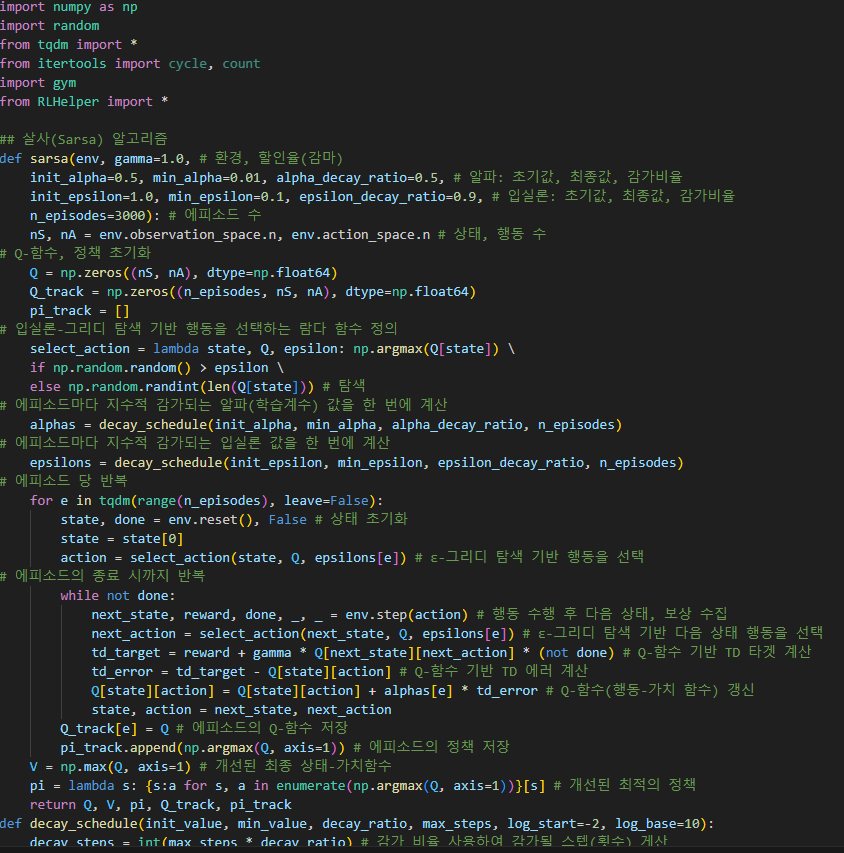 import numpy as np
import random
from tqdm import *
from itertools import cycle, count
import gym
from RLHelper import *
## 살사(Sarsa) 알고리즘
def sarsa(env, gamma=1.0, # 환경, 할인율(감마)
    init_alpha=0.5, min_alpha=0.01, alpha_decay_ratio=0.5, # 알파: 초기값, 최종값, 감가비율
    init_epsilon=1.0, min_epsilon=0.1, epsilon_decay_ratio=0.9, # 입실론: 초기값, 최종값, 감가비율
    n_episodes=3000): # 에피소드 수
    nS, nA = env.observation_space.n, env.action_space.n # 상태, 행동 수
# Q-함수, 정책 초기화
    Q = np.zeros((nS, nA), dtype=np.float64)
    Q_track = np.zeros((n_episodes, nS, nA), dtype=np.float64)
    pi_track = []
# 입실론-그리디 탐색 기반 행동을 선택하는 람다 함수 정의
    select_action = lambda state, Q, epsilon: np.argmax(Q[state]) \
    if np.random.random() > epsilon \
    else np.random.randint(len(Q[state])) # 탐색
# 에피소드마다 지수적 감가되는 알파(학습계수) 값을 한 번에 계산
    alphas = decay_schedule(init_alpha, min_alpha, alpha_decay_ratio, n_episodes)
# 에피소드마다 지수적 감가되는 입실론 값을 한 번에 계산
    epsilons = decay_schedule(init_epsilon, min_epsilon, epsilon_decay_ratio, n_episodes)
# 에피소드 당 반복
    for e in tqdm(range(n_episodes), leave=False):
        state, done = env.reset(), False # 상태 초기화
        state = state[0]
        action = select_action(state, Q, epsilons[e]) # ε-그리디 탐색 기반 행동을 선택
# 에피소드의 종료 시까지 반복
        while not done:
            next_state, reward, done, _, _ = env.step(action) # 행동 수행 후 다음 상태, 보상 수집
            next_action = select_action(next_state, Q, epsilons[e]) # ε-그리디 탐색 기반 다음 상태 행동을 선택
            td_target = reward + gamma * Q[next_state][next_action] * (not done) # Q-함수 기반 TD 타겟 계산
            td_error = td_target - Q[state][action] # Q-함수 기반 TD 에러 계산
            Q[state][action] = Q[state][action] + alphas[e] * td_error # Q-함수(행동-가치 함수) 갱신
            state, action = next_state, next_action
        Q_track[e] = Q # 에피소드의 Q-함수 저장
        pi_track.append(np.argmax(Q, axis=1)) # 에피소드의 정책 저장
    V = np.max(Q, axis=1) # 개선된 최종 상태-가치함수
    pi = lambda s: {s:a for s, a in enumerate(np.argmax(Q, axis=1))}[s] # 개선된 최적의 정책
    return Q, V, pi, Q_track, pi_track
def decay_schedule(init_value, min_value, decay_ratio, max_steps, log_start=-2, log_base=10):
    decay_steps = int(max_steps * decay_ratio) # 감가 비율 사용하여 감가될 스텝(횟수) 계산